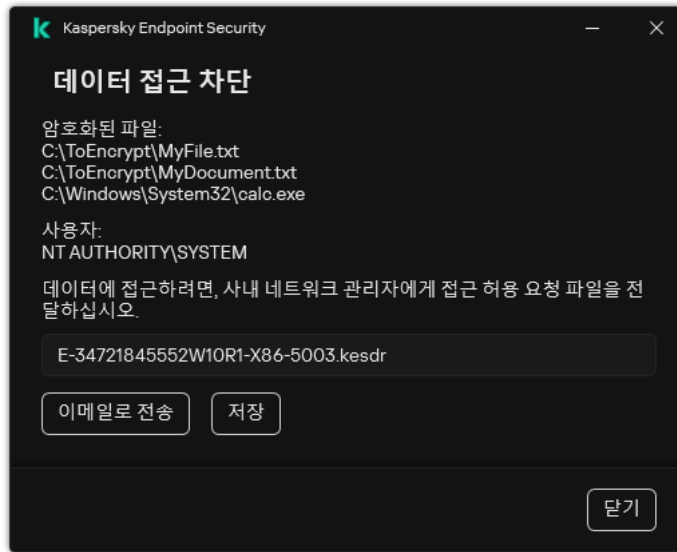 Kaspersky Endpoint Security
데이터 접근 차단
암호화된 파일:
C:\ToEncrypt\MyFile.txt
C:\ToEncrypt\MyDocument.txt
C:\Windows\System32\calc.exe
사용자:
NT AUTHORITY\SYSTEM
데이터에 접근하려면, 사내 네트워크 관리자에게 접근 허용 요청 파일을 전
달하십시오.
E-34721845552W10R1-X86-5003.kesdr
이메일로 전송 저장
닫기